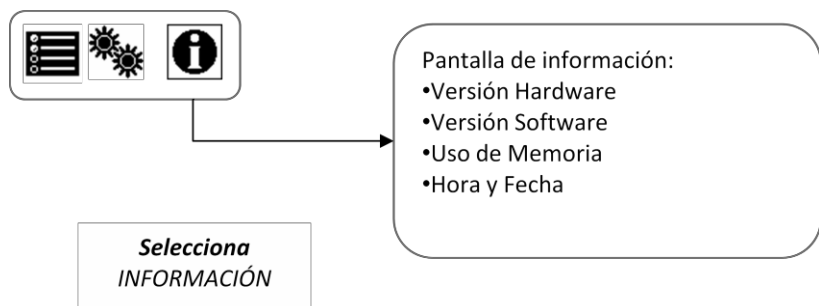 Pantalla de información:
•Versión Hardware
•Versión Software
•Uso de Memoria
•Hora y Fecha
Selecciona
INFORMACIÓN